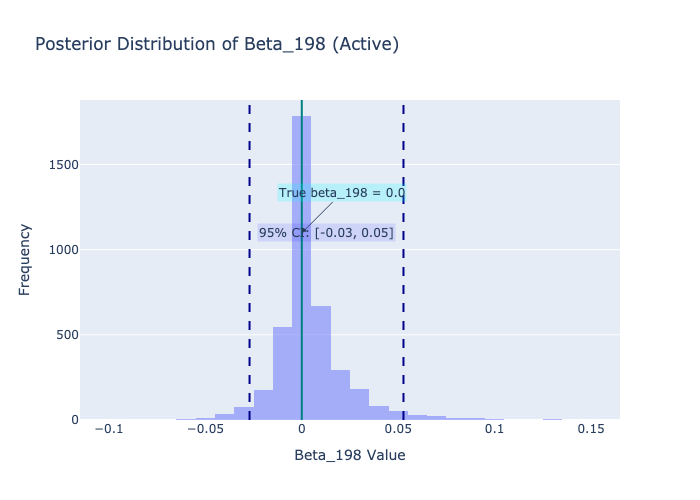 Posterior Distribution of Beta_198 (Active)
1500
True beta_198 = 0.0
95% CI: [-0.03, 0.05]
1000
Frequency
500
0
−0.1 −0.05 0 0.05 0.1 0.15
Beta_198 Value